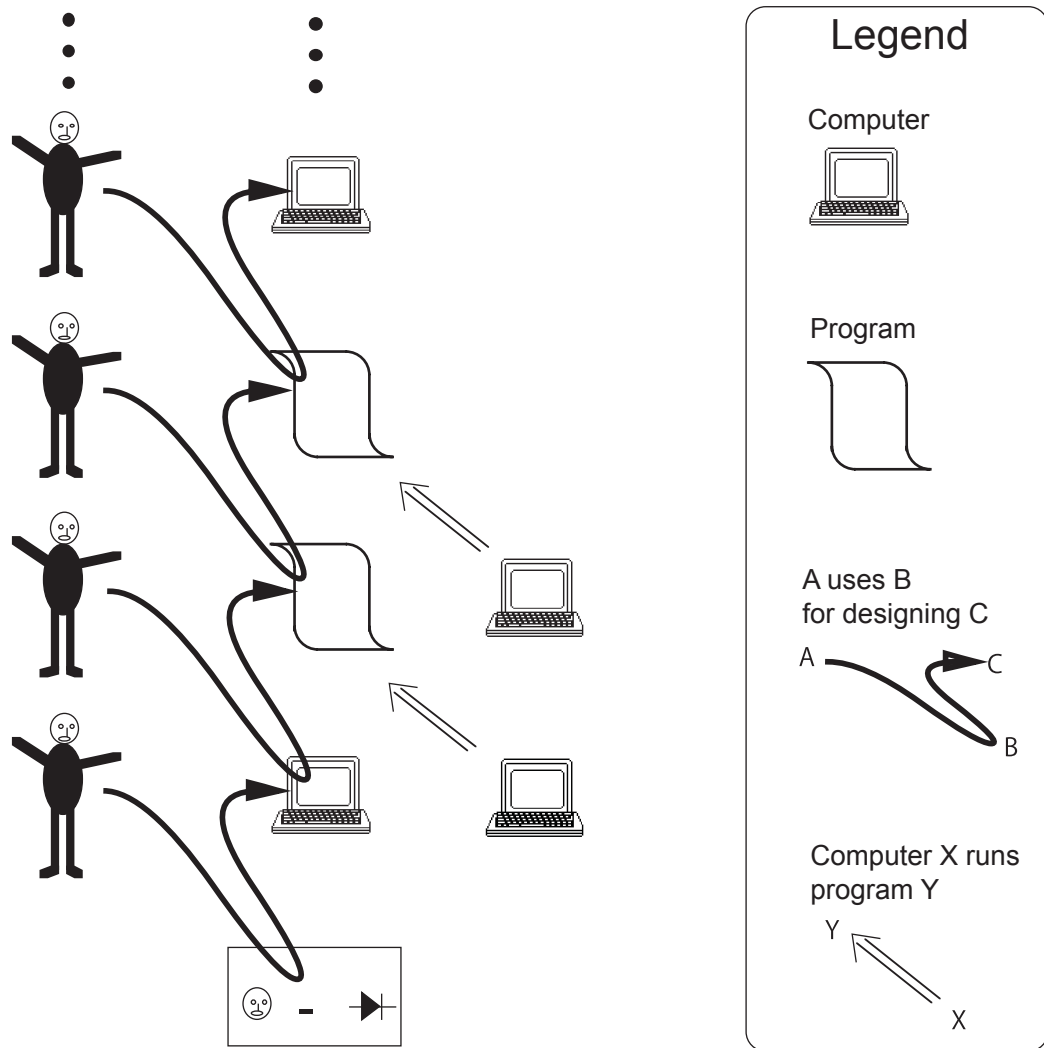 Legend
Computer
Program
A uses B
for designing C
A
C
B
Computer X runs
program Y
Y
X